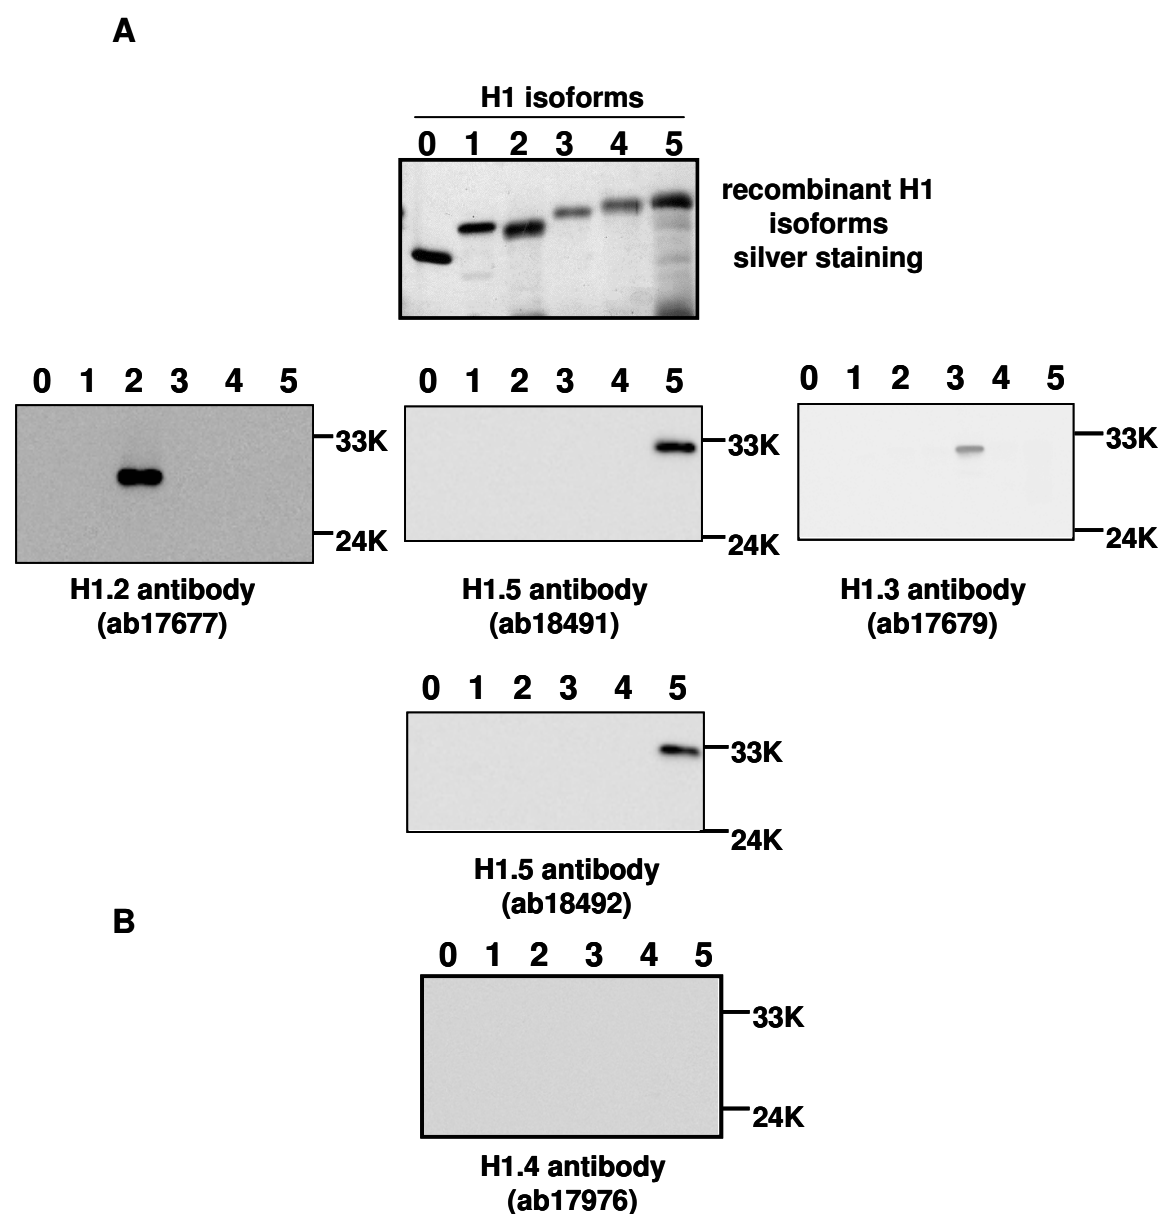 A
H1 isoforms
0 1 2 3 4 5
recombinant H1
isoforms
silver staining
0 1 2 3 4 5
33K
24K
H1.2 antibody
(ab17677)
0 1 2 3 4 5
33K
24K
H1.5 antibody
(ab18491)
0 1 2 3 4 5
33K
24K
H1.3 antibody
(ab17679)
0 1 2 3 4 5
33K
24K
H1.5 antibody
(ab18492)
B
0 1 2 3 4 5
33K
24K
H1.4 antibody
(ab17976)